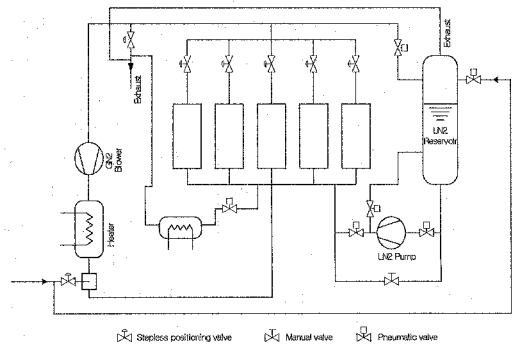 Exhaust
Exhaust
LN2
Reservoir
GN2
Blower
Heater
LN2 Pump
Stepless positioning valve
Manual valve
Pneumatic valve